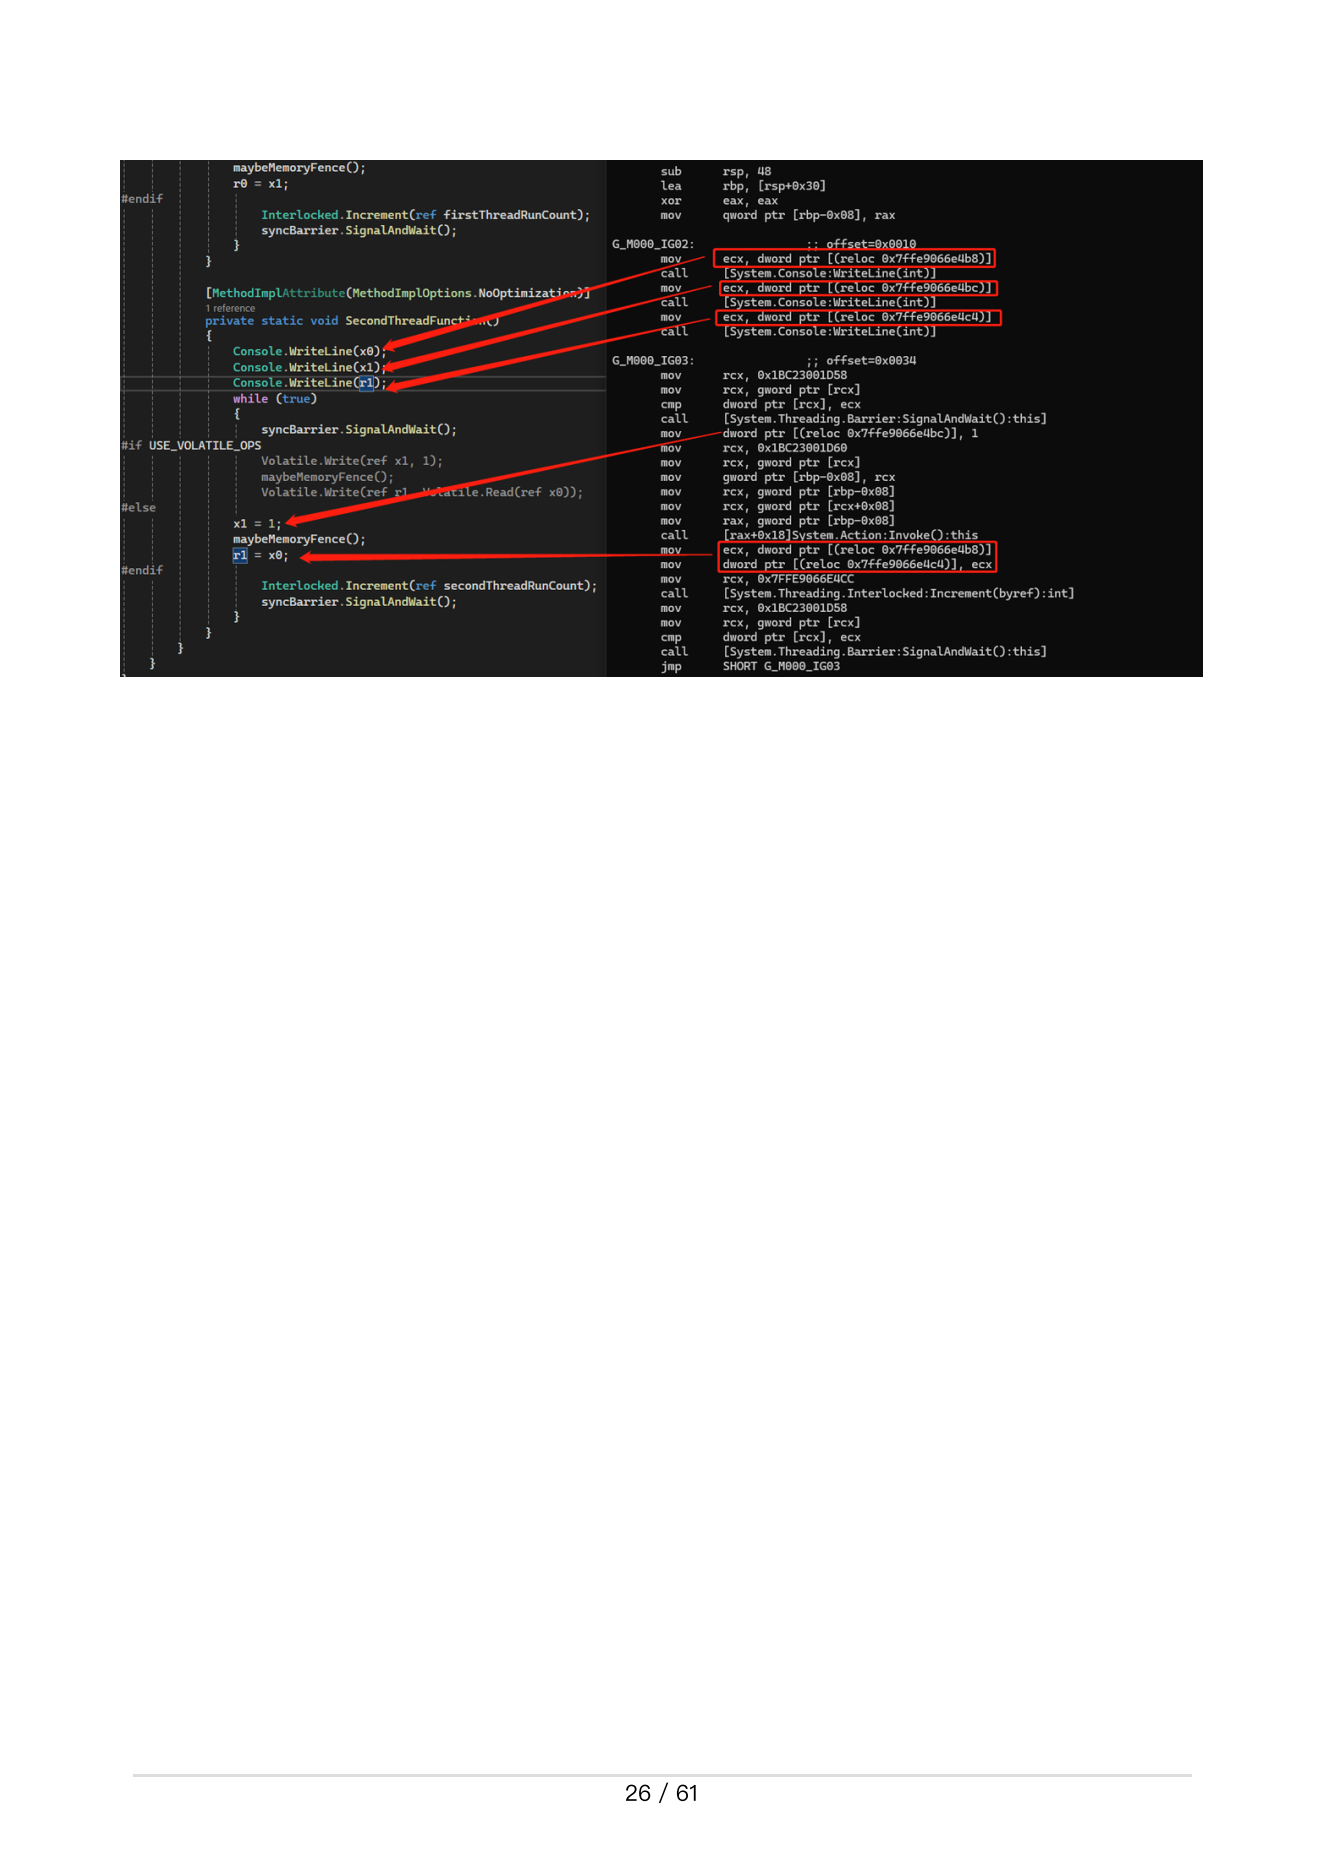 maybeMemoryFence();
r0 = x1;
#endif
Interlocked.Increment(ref firstThreadRunCount);
syncBarrier.SignalAndWait();
}
}
[MethodImplAttribute(MethodImplOptions.NoOptimization)]
1 reference
private static void SecondThreadFunction()
{
Console.WriteLine(x0);
Console.WriteLine(x1);
Console.WriteLine(r1);
while (true)
{
syncBarrier.SignalAndWait();
#if USE_VOLATILE_OPS
Volatile.Write(ref x1, 1);
maybeMemoryFence();
Volatile.Write(ref r1, Volatile.Read(ref x0));
#else
x1 = 1;
maybeMemoryFence();
r1 = x0;
#endif
Interlocked.Increment(ref secondThreadRunCount);
syncBarrier.SignalAndWait();
}
}
}
}
sub rsp, 48
lea rbp, [rsp+0x30]
xor eax, eax
mov qword ptr [rbp-0x08], rax
G_M000_IG02: ;; offset=0x0010
mov ecx, dword ptr [(reloc 0x7ffe9066e4b8)]
call [System.Console:WriteLine(int)]
mov ecx, dword ptr [(reloc 0x7ffe9066e4bc)]
call [System.Console:WriteLine(int)]
mov ecx, dword ptr [(reloc 0x7ffe9066e4c4)]
call [System.Console:WriteLine(int)]
G_M000_IG03: ;; offset=0x0034
mov rcx, 0x1BC23001D58
mov rcx, gword ptr [rcx]
cmp dword ptr [rcx], ecx
call [System.Threading.Barrier:SignalAndWait():this]
mov dword ptr [(reloc 0x7ffe9066e4bc)], 1
mov rcx, 0x1BC23001D60
mov rcx, gword ptr [rcx]
mov gword ptr [rbp-0x08], rcx
mov rcx, gword ptr [rbp-0x08]
mov rcx, gword ptr [rcx+0x08]
mov rax, gword ptr [rbp-0x08]
call [rax+0x18]System.Action:Invoke():this
mov ecx, dword ptr [(reloc 0x7ffe9066e4b8)]
mov dword ptr [(reloc 0x7ffe9066e4c4)], ecx
mov rcx, 0x7FFE9066E4CC
call [System.Threading.Interlocked:Increment(byref):int]
mov rcx, 0x1BC23001D58
mov rcx, gword ptr [rcx]
cmp dword ptr [rcx], ecx
call [System.Threading.Barrier:SignalAndWait():this]
jmp SHORT G_M000_IG03
26 / 61